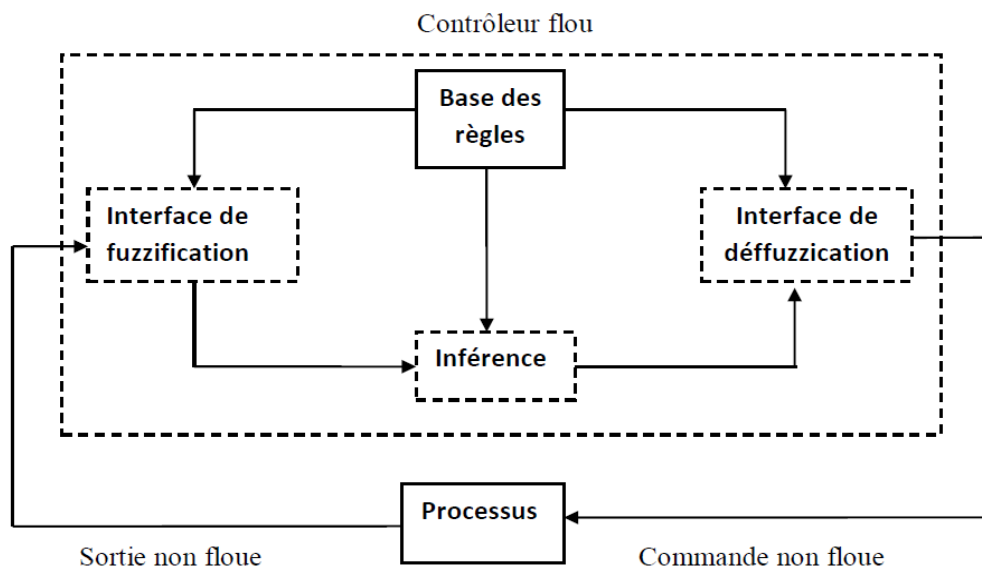 Contrôleur flou
Base des
règles
Interface de
fuzzification
Interface de
déffuzzication
Inférence
Processus
Sortie non floue
Commande non floue